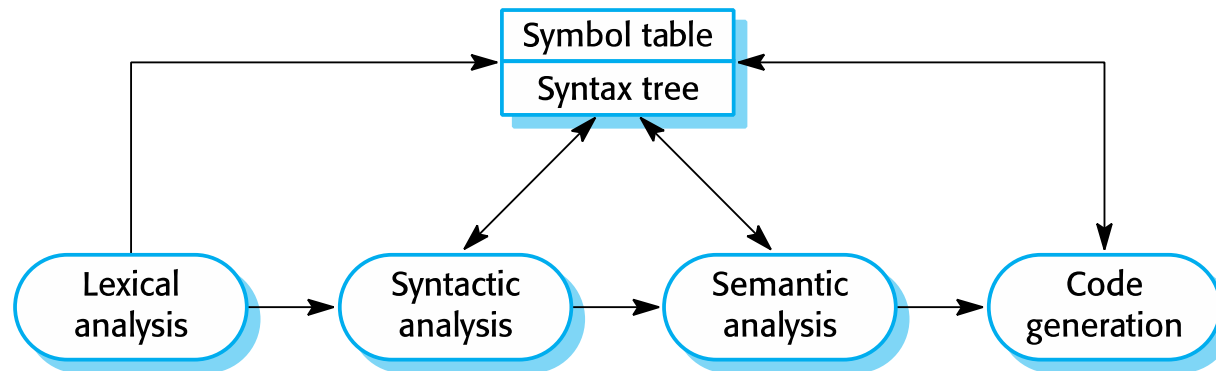 Symbol table
Syntax tree
Lexical
analysis
Syntactic
analysis
Semantic
analysis
Code
generation